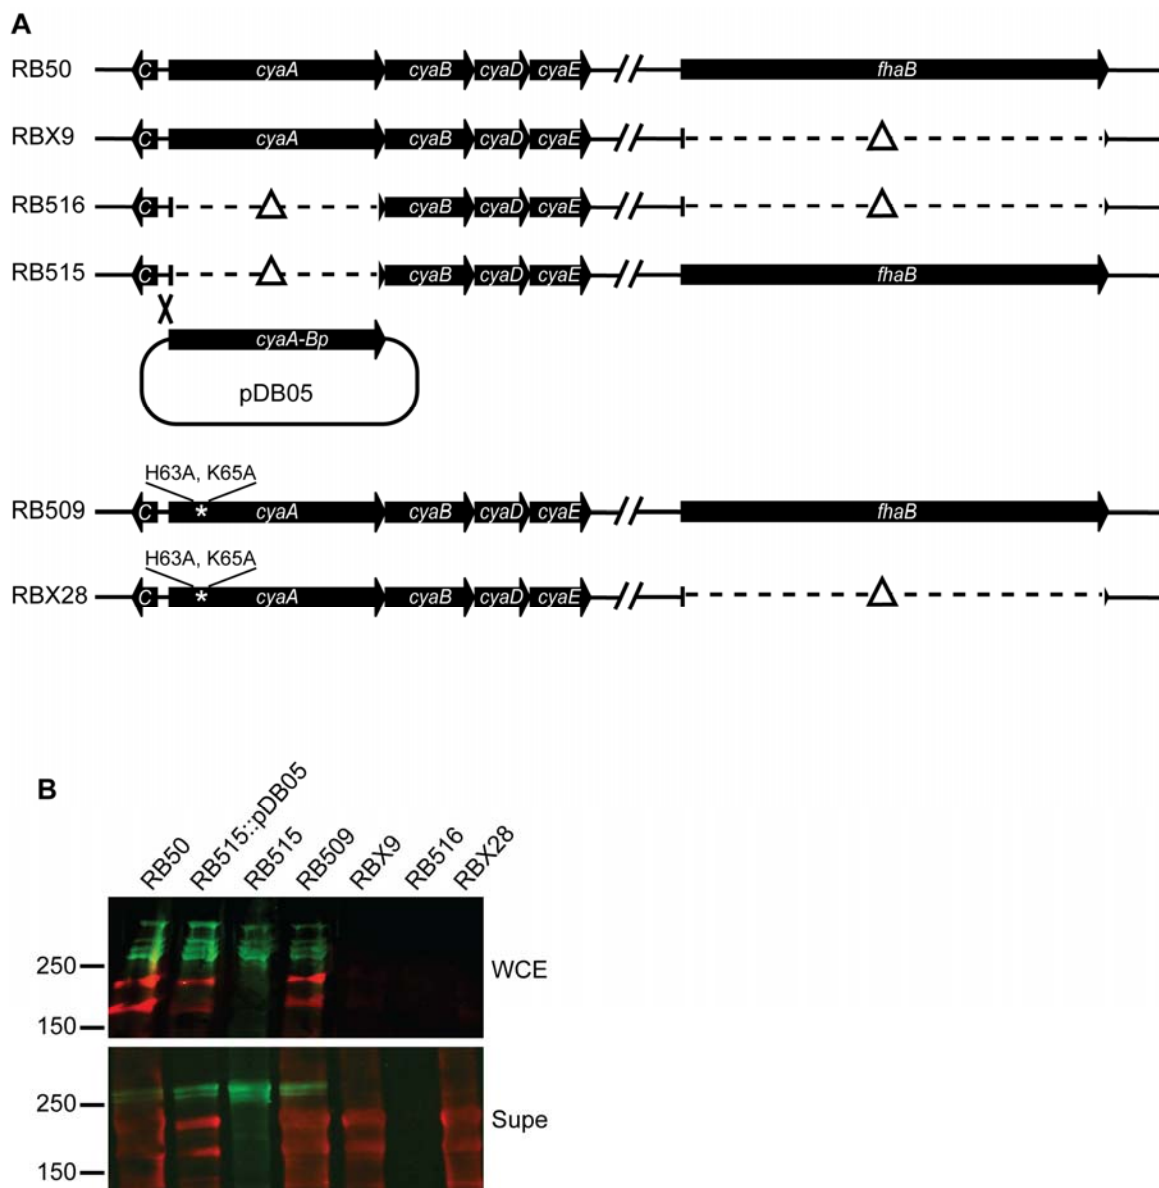 A
RB50 C cyaA cyaB cyaD cyaE fhaB
RBX9 C cyaA cyaB cyaD cyaE Δ
RB516 C Δ cyaB cyaD cyaE Δ
RB515 C Δ cyaB cyaD cyaE fhaB
cyaA-Bp
pDB05
H63A, K65A
RB509 C * cyaA cyaB cyaD cyaE fhaB
H63A, K65A
RBX28 C * cyaA cyaB cyaD cyaE Δ
B
RB50 RB515::pDB05 RB515 RB509 RBX9 RB516 RBX28
250
WCE
150
250
Supe
150